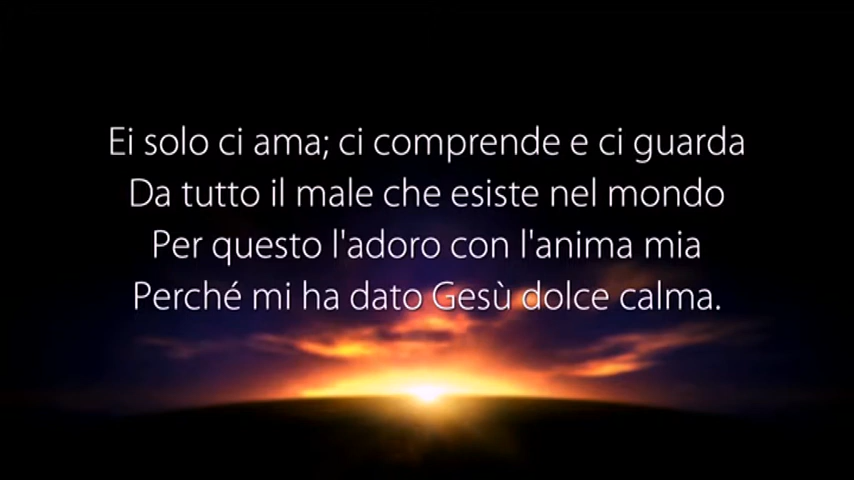 Ei solo ci ama; ci comprende e ci guarda
Da tutto il male che esiste nel mondo
Per questo l'adoro con l'anima mia
Perché mi ha dato Gesù dolce calma.